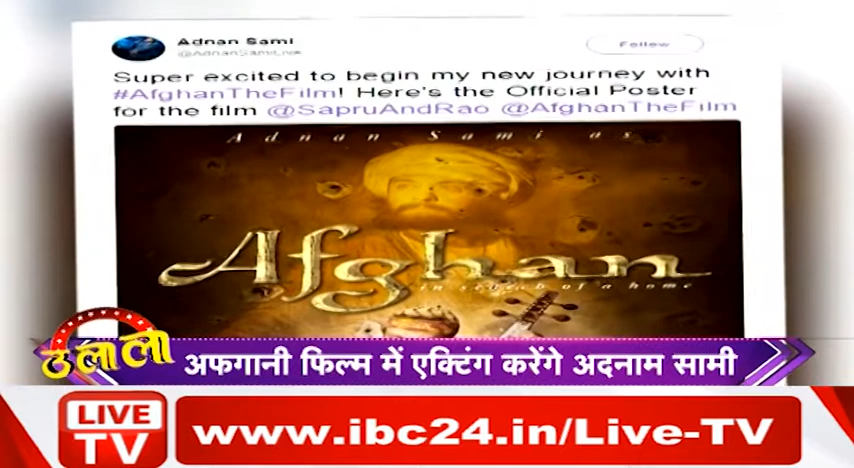 Adnan Sami
@AdnanSamiLive
Follow
Super excited to begin my new journey with
#AfghanTheFilm! Here's the Official Poster
for the film @SapruAndRao @AfghanTheFilm
Adnan Sami as
Afghan
in search of a home
ठलाला
अफगानी फिल्म में एक्टिंग करेंगे अदनाम सामी
LIVE
TV
www.ibc24.in/Live-TV